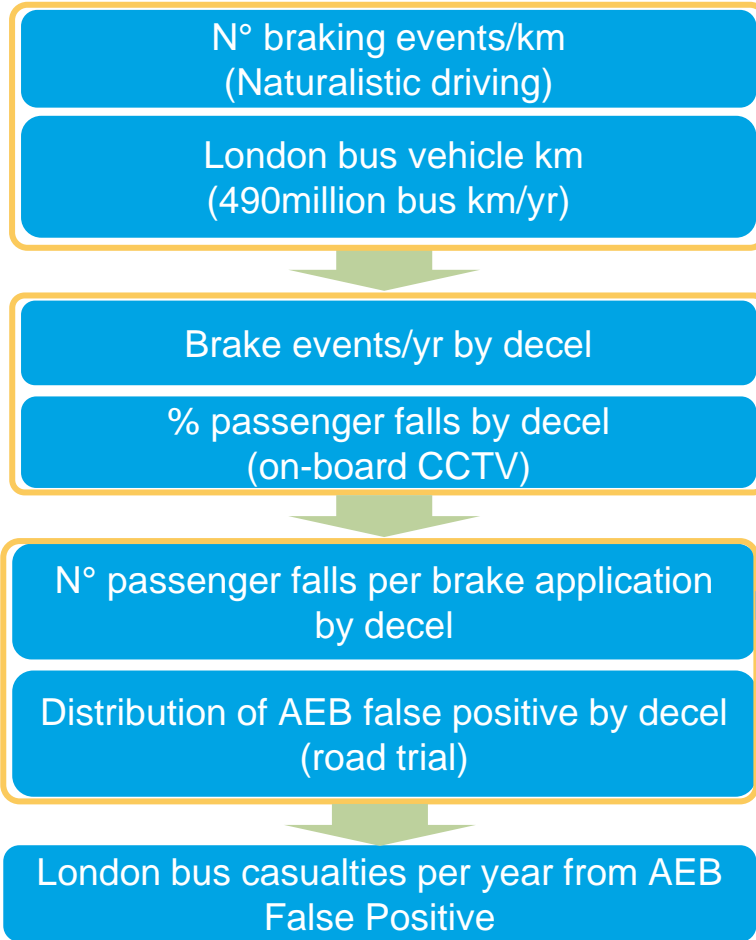 N° braking events/km
(Naturalistic driving)
London bus vehicle km
(490million bus km/yr)
Brake events/yr by decel
% passenger falls by decel
(on-board CCTV)
N° passenger falls per brake application
by decel
Distribution of AEB false positive by decel
(road trial)
London bus casualties per year from AEB
False Positive